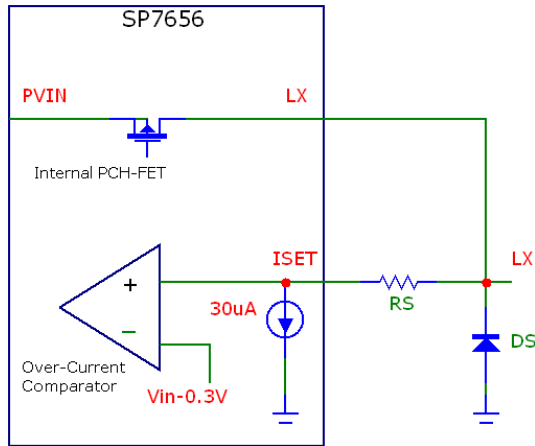 SP7656
PVIN
LX
Internal PCH-FET
ISET
LX
+
RS
30uA
−
DS
Over-Current
Comparator
Vin-0.3V